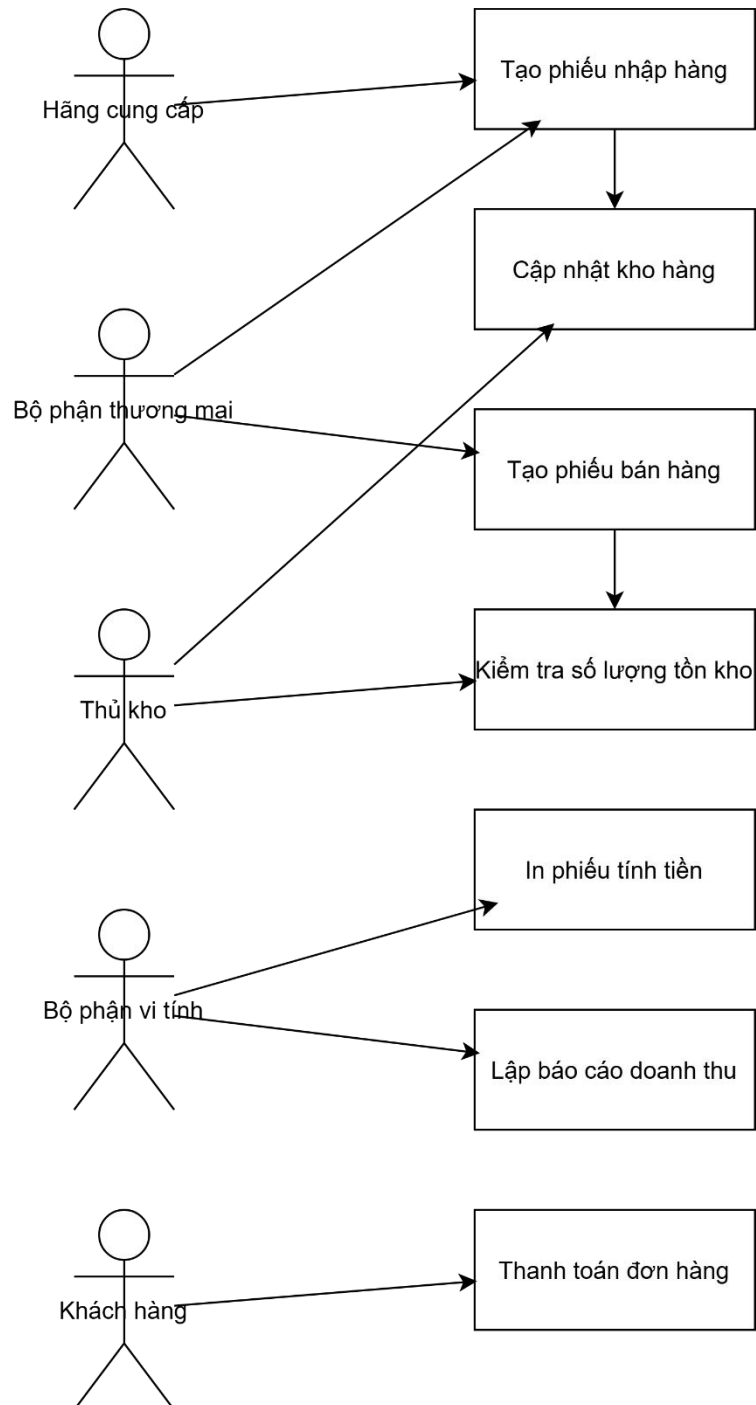 Tạo phiếu nhập hàng
Hãng cung cấp
Cập nhật kho hàng
Bộ phận thương mai
Tạo phiếu bán hàng
Kiểm tra số lượng tồn kho
Thủ kho
In phiếu tính tiền
Bộ phận vi tính
Lập báo cáo doanh thu
Thanh toán đơn hàng
Khách hàng